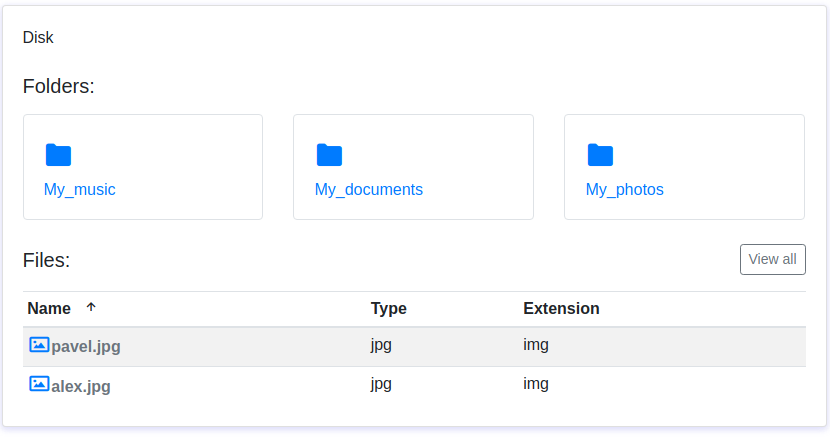 Disk
Folders:
My_music My_documents My_photos
Files: View all
Name Type Extension
pavel.jpg jpg img
alex.jpg jpg img